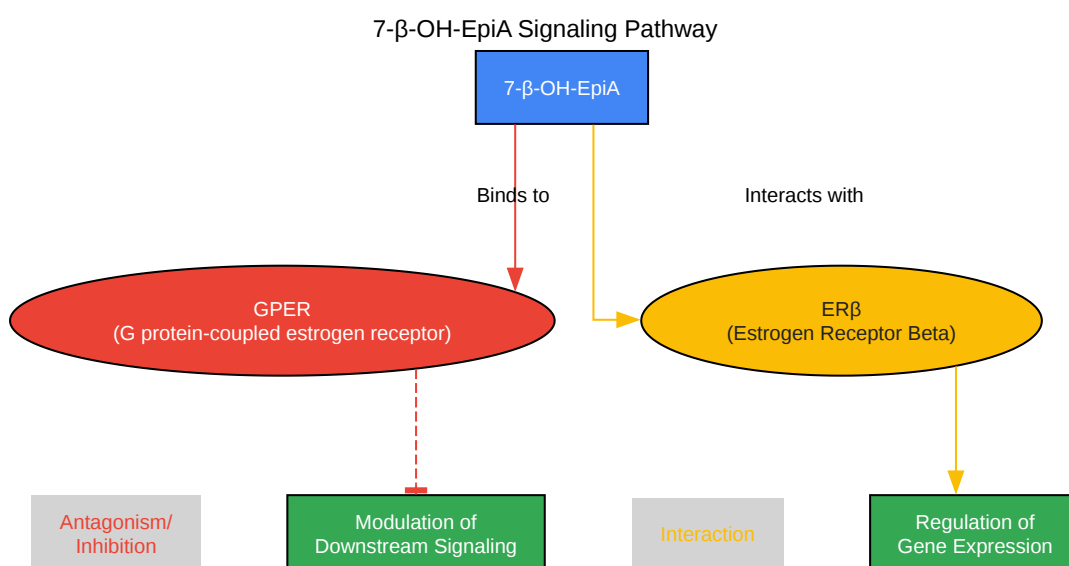 7-β-OH-EpiA Signaling Pathway
7-β-OH-EpiA
Binds to
Interacts with
GPER
(G protein-coupled estrogen receptor)
ERβ
(Estrogen Receptor Beta)
Antagonism/
Inhibition
Modulation of
Downstream Signaling
Interaction
Regulation of
Gene Expression